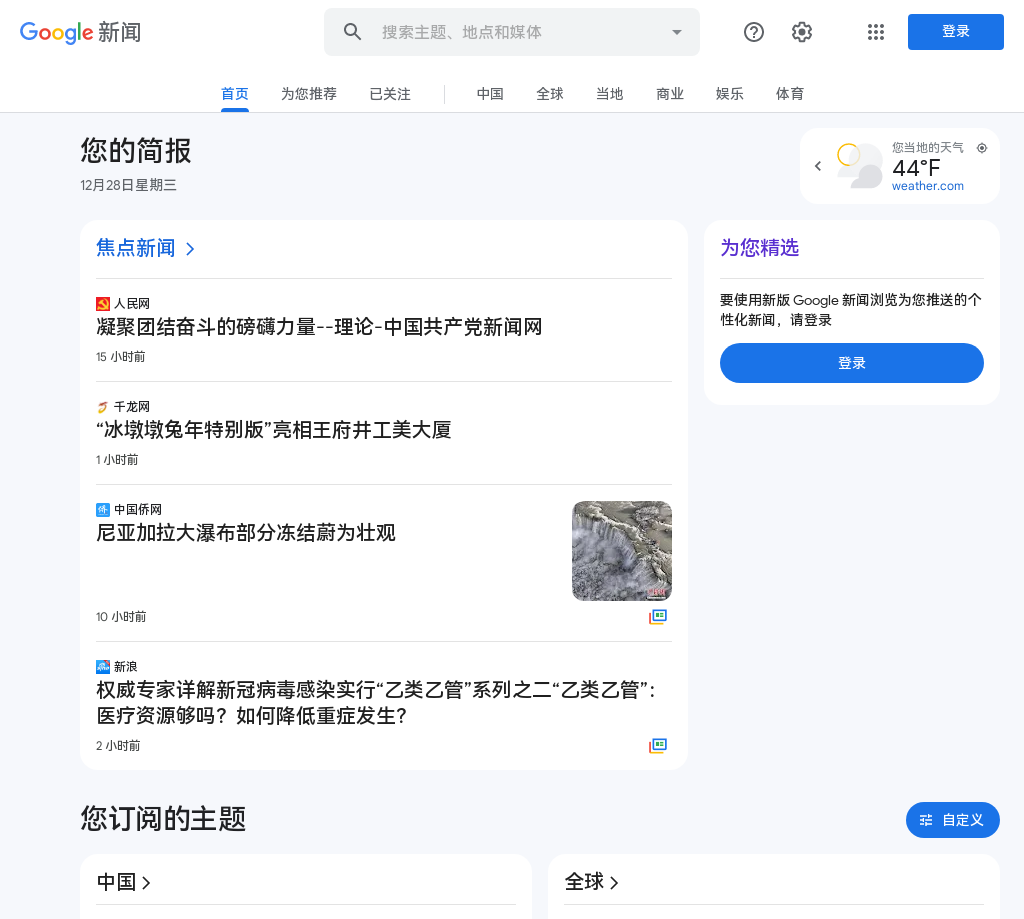 Google 新闻
搜索主题、地点和媒体
登录
首页
为您推荐
已关注
中国
全球
当地
商业
娱乐
体育
您的简报
12月28日星期三
您当地的天气
44°F
weather.com
焦点新闻
人民网
凝聚团结奋斗的磅礴力量--理论-中国共产党新闻网
15 小时前
千龙网
“冰墩墩兔年特别版”亮相王府井工美大厦
1 小时前
侨
中国侨网
尼亚加拉大瀑布部分冻结蔚为壮观
10 小时前
新浪
权威专家详解新冠病毒感染实行“乙类乙管”系列之二“乙类乙管”:
医疗资源够吗？如何降低重症发生？
2 小时前
为您精选
要使用新版 Google 新闻浏览为您推送的个
性化新闻，请登录
登录
您订阅的主题
自定义
中国
全球